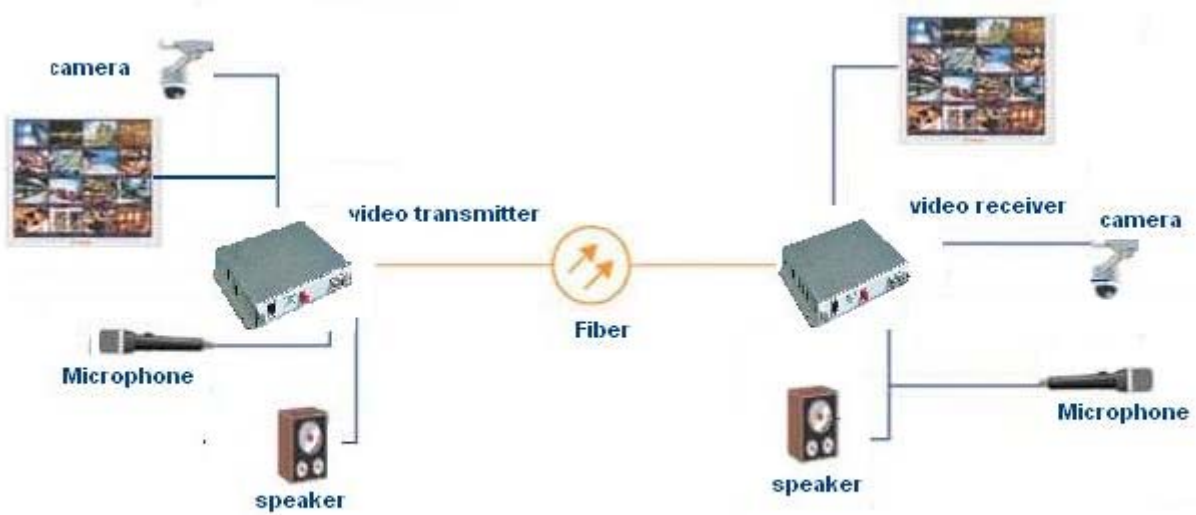 camera
video transmitter
video receiver
camera
Fiber
Microphone
Microphone
speaker
speaker